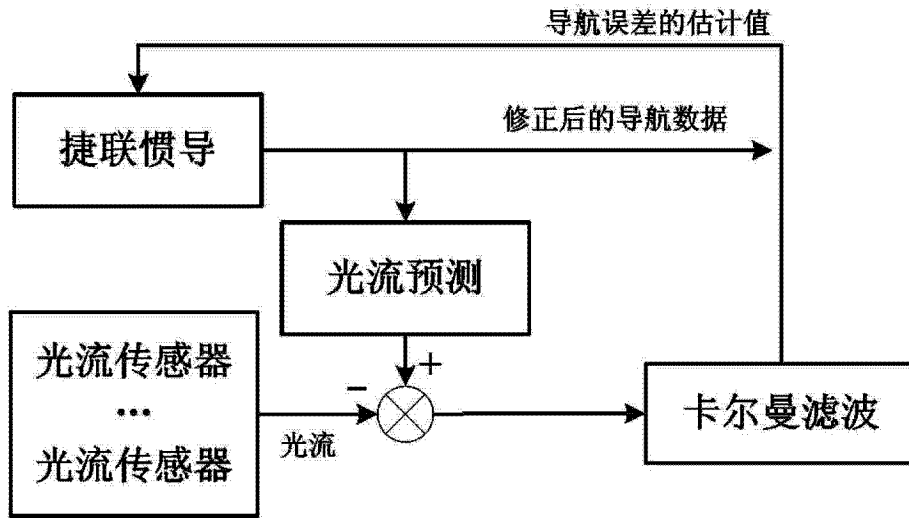 导航误差的估计值
捷联惯导
修正后的导航数据
光流预测
光流传感器
...
光流传感器
− +
光流
卡尔曼滤波